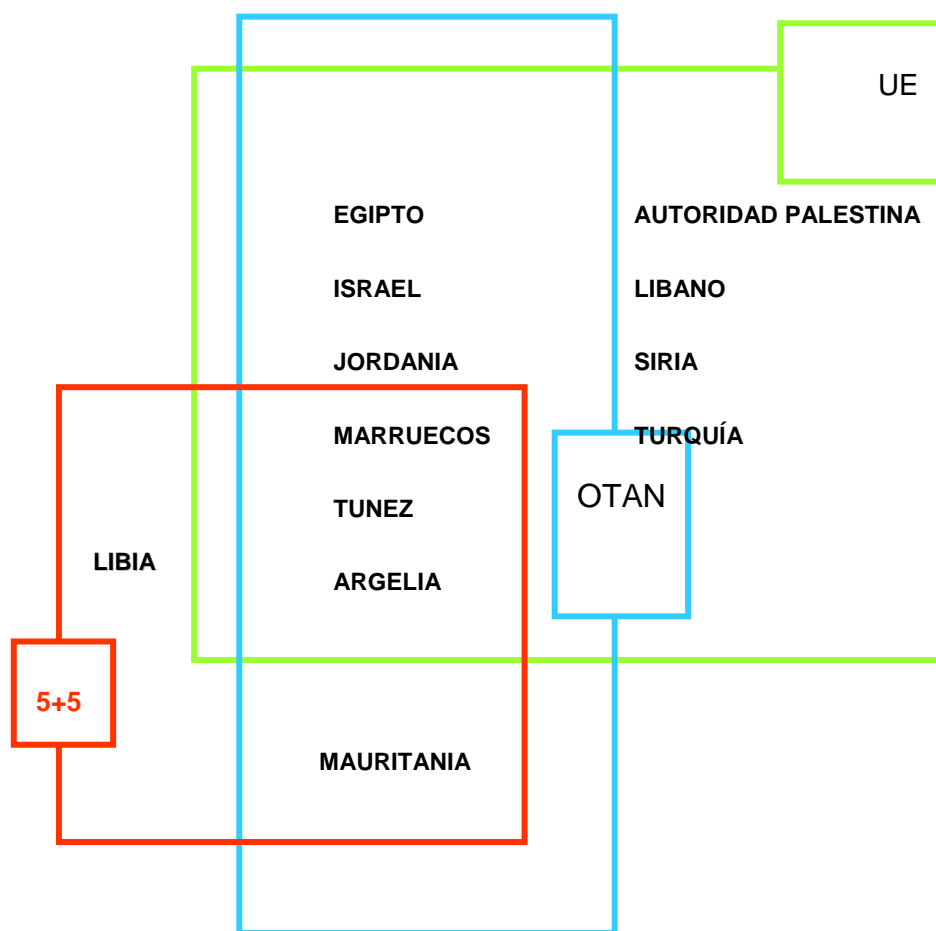 UE
EGIPTO
AUTORIDAD PALESTINA
ISRAEL
LIBANO
JORDANIA
SIRIA
MARRUECOS
TURQUÍA
OTAN
TUNEZ
LIBIA
ARGELIA
5+5
MAURITANIA